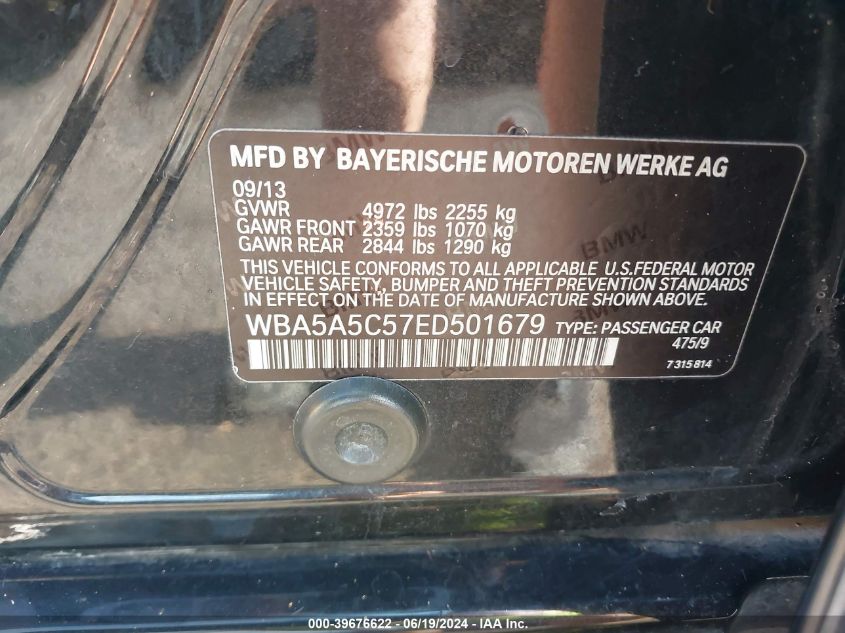 MFD BY BAYERISCHE MOTOREN WERKE AG
09/13
GVWR 4972 lbs 2255 kg
GAWR FRONT 2359 lbs 1070 kg
GAWR REAR 2844 lbs 1290 kg
THIS VEHICLE CONFORMS TO ALL APPLICABLE U.S.FEDERAL MOTOR
VEHICLE SAFETY, BUMPER AND THEFT PREVENTION STANDARDS
IN EFFECT ON THE DATE OF MANUFACTURE SHOWN ABOVE.
WBA5A5C57ED501679 TYPE: PASSENGER CAR
475/9
7 315 814
000-39676622 - 06/19/2024 - IAA Inc.